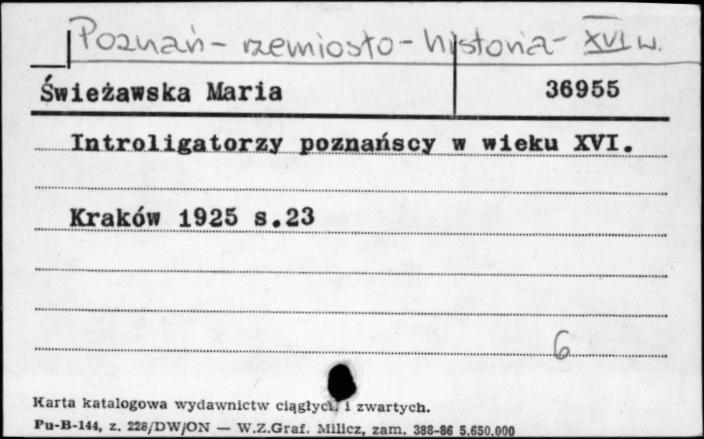 Poznań - rzemiosło - historia - XVI w.
Świeżawska Maria 36955
Introligatorzy poznańscy w wieku XVI.
Kraków 1925 s.23
6
Karta katalogowa wydawnictw ciągłych i zwartych.
Pu-B-144, z. 228/DW/ON — W.Z.Graf. Milicz, zam. 388-86 5.650.000